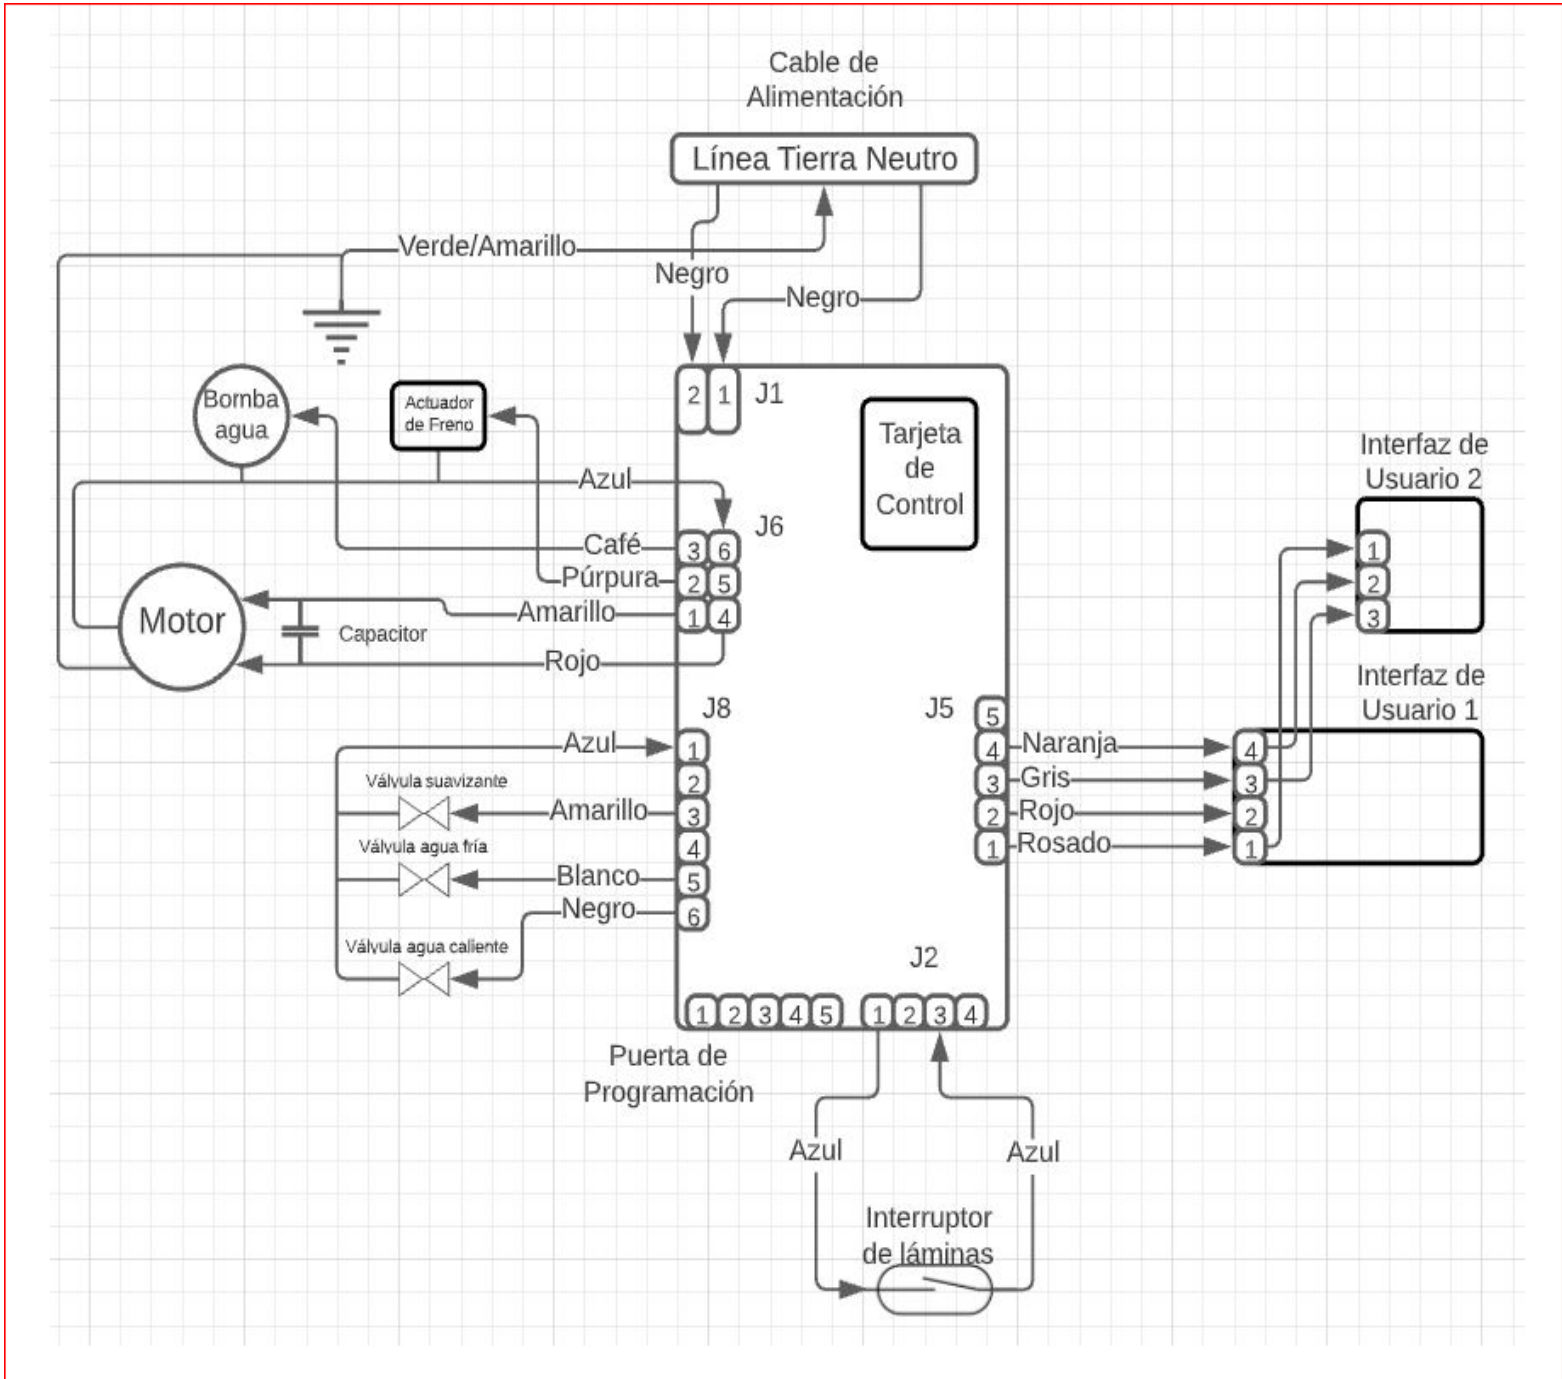 Cable de
Alimentación
Línea Tierra Neutro
Verde/Amarillo
Negro
Negro
2 1 J1
Bomba
agua
Actuador
de Freno
Tarjeta
de
Control
Azul
J6
Café
3 6
Púrpura
2 5
Amarillo
1 4
Motor
Capacitor
Rojo
Interfaz de
Usuario 2
1
2
3
Interfaz de
Usuario 1
J8
J5
5
Azul
1
4
Naranja
4
Válvula suavizante
2
3
Gris
3
Amarillo
3
2
Rojo
2
Válvula agua fría
4
1
Rosado
1
Blanco
5
Negro
6
Válvula agua caliente
J2
1 2 3 4 5
1 2 3 4
Puerta de
Programación
Azul
Azul
Interruptor
de láminas